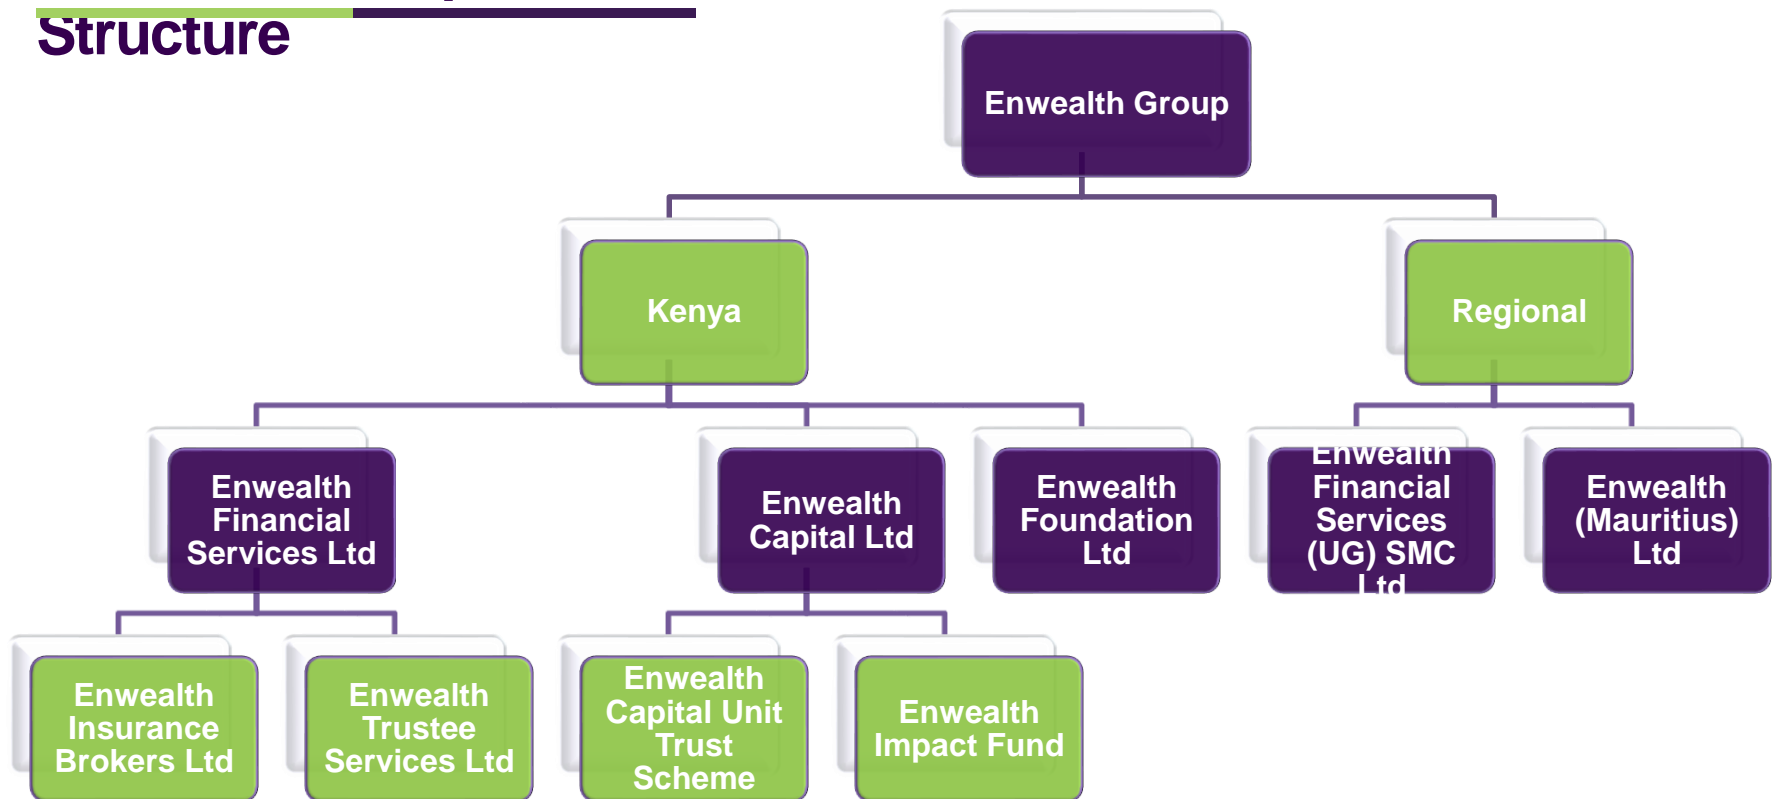 Structure
Enwealth Group
Kenya
Regional
Enwealth
Financial
Services Ltd
Enwealth
Capital Ltd
Enwealth
Foundation
Ltd
Enwealth
Financial
Services
(UG) SMC
Ltd
Enwealth
(Mauritius)
Ltd
Enwealth
Insurance
Brokers Ltd
Enwealth
Trustee
Services Ltd
Enwealth
Capital Unit
Trust
Scheme
Enwealth
Impact Fund